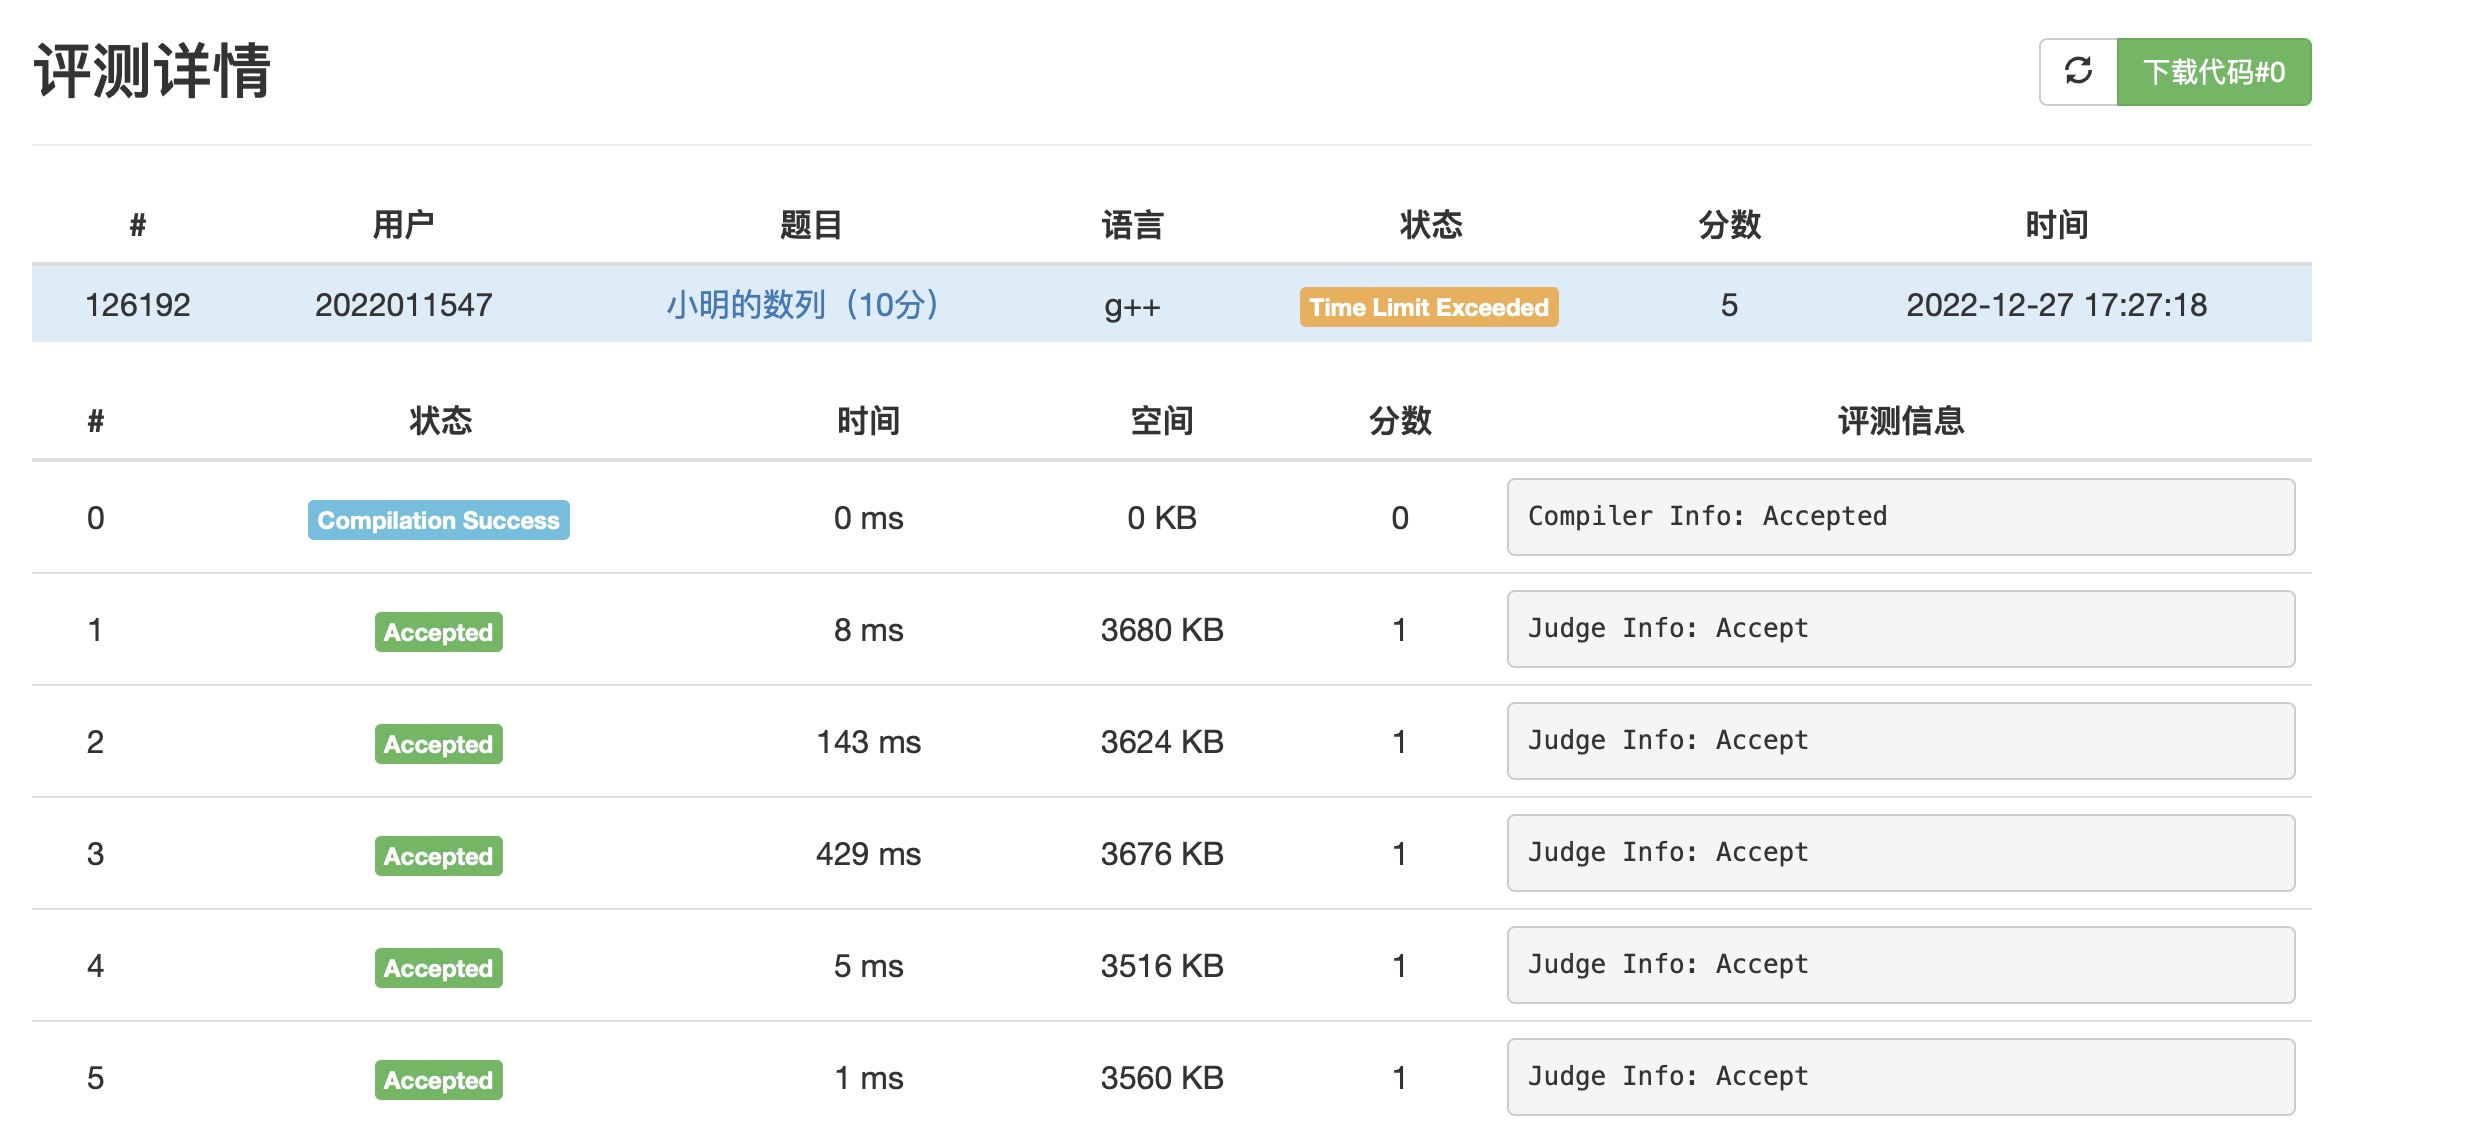 评测详情
下载代码#0
# 用户 题目 语言 状态 分数 时间
126192 2022011547 小明的数列（10分） g++ Time Limit Exceeded 5 2022-12-27 17:27:18
# 状态 时间 空间 分数 评测信息
0 Compilation Success 0 ms 0 KB 0 Compiler Info: Accepted
1 Accepted 8 ms 3680 KB 1 Judge Info: Accept
2 Accepted 143 ms 3624 KB 1 Judge Info: Accept
3 Accepted 429 ms 3676 KB 1 Judge Info: Accept
4 Accepted 5 ms 3516 KB 1 Judge Info: Accept
5 Accepted 1 ms 3560 KB 1 Judge Info: Accept